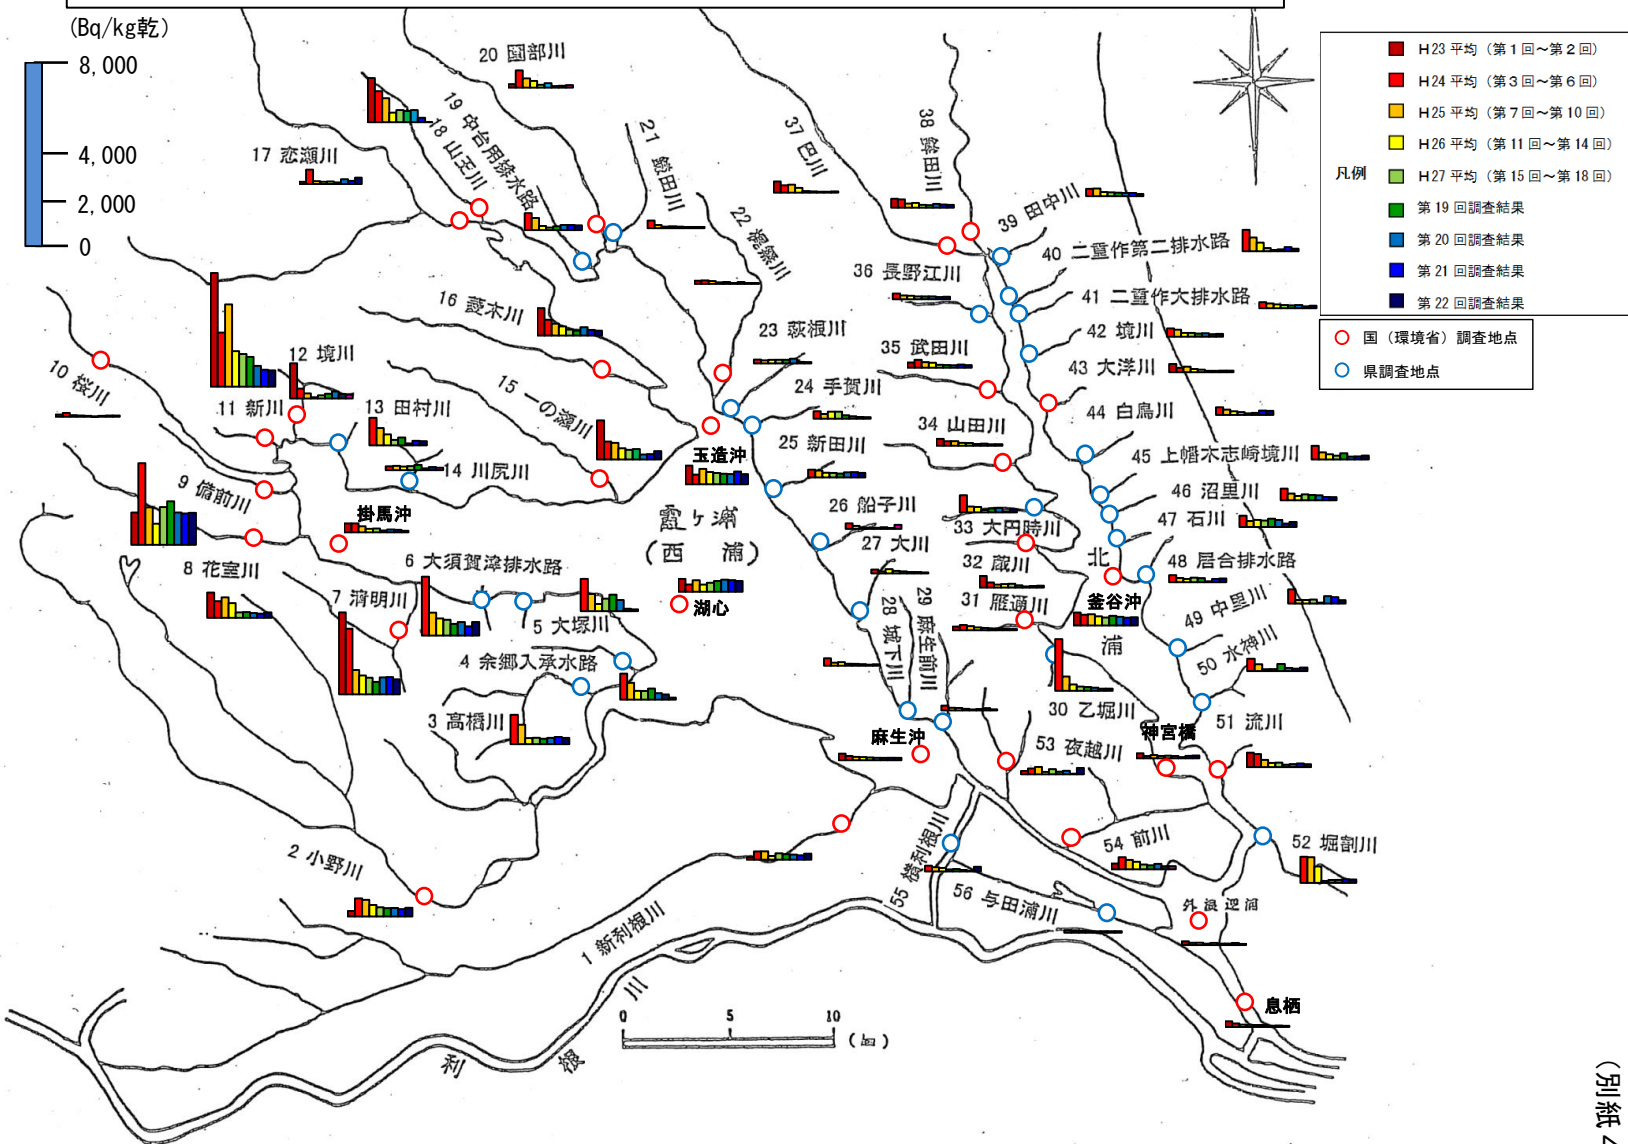 (Bq/kg乾)
8,000
4,000
2,000
0
H23 平均（第1回～第2回）
H24 平均（第3回～第6回）
H25 平均（第7回～第10回）
H26 平均（第11回～第14回）
凡例
H27 平均（第15回～第18回）
第19回調査結果
第20回調査結果
第21回調査結果
第22回調査結果
国（環境省）調査地点
県調査地点
20 園部川
19 中台用排水路
18 山王川
17 恋瀬川
21 鎌田川
22 梶無川
37 巴川
38 鉾田川
39 田中川
40 二重作第二排水路
36 長野江川
41 二重作大排水路
16 菱木川
23 萩根川
42 境川
35 武田川
43 大洋川
12 境川
10 桜川
11 新川
13 田村川
15 一の瀬川
24 手賀川
44 白鳥川
34 山田川
25 新田川
玉造沖
45 上幡木志崎境川
14 川尻川
46 沼里川
9 備前川
掛馬沖
霞ヶ浦
(西 浦)
26 船子川
33 大円時川
47 石川
27 大川
32 蔵川
北
48 居合排水路
8 花室川
6 大須賀津排水路
7 清明川
湖心
5 大塚川
28 城下川
29 麻生前川
31 雁通川
釜谷沖
浦
49 中里川
50 水神川
4 余郷入承水路
3 高橋川
30 乙堀川
51 流川
麻生沖
53 夜越川
神宮橋
2 小野川
54 前川
52 堀割川
55 横利根川
56 与田浦川
外浪逆浦
1 新利根川
息栖
0 5 10
利 根 川
(別紙4